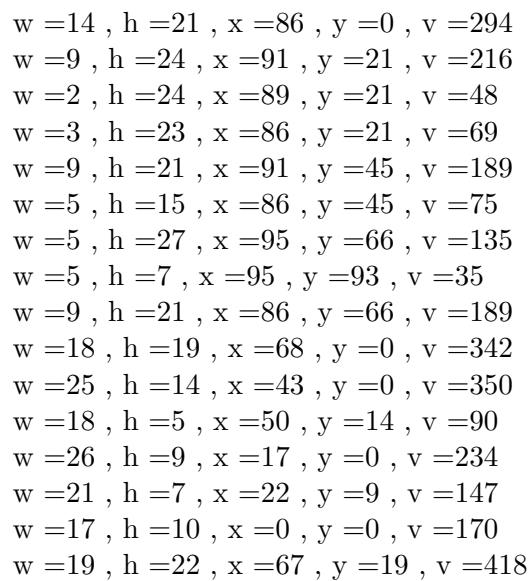 w =14 , h =21 , x =86 , y =0 , v =294
w =9 , h =24 , x =91 , y =21 , v =216
w =2 , h =24 , x =89 , y =21 , v =48
w =3 , h =23 , x =86 , y =21 , v =69
w =9 , h =21 , x =91 , y =45 , v =189
w =5 , h =15 , x =86 , y =45 , v =75
w =5 , h =27 , x =95 , y =66 , v =135
w =5 , h =7 , x =95 , y =93 , v =35
w =9 , h =21 , x =86 , y =66 , v =189
w =18 , h =19 , x =68 , y =0 , v =342
w =25 , h =14 , x =43 , y =0 , v =350
w =18 , h =5 , x =50 , y =14 , v =90
w =26 , h =9 , x =17 , y =0 , v =234
w =21 , h =7 , x =22 , y =9 , v =147
w =17 , h =10 , x =0 , y =0 , v =170
w =19 , h =22 , x =67 , y =19 , v =418